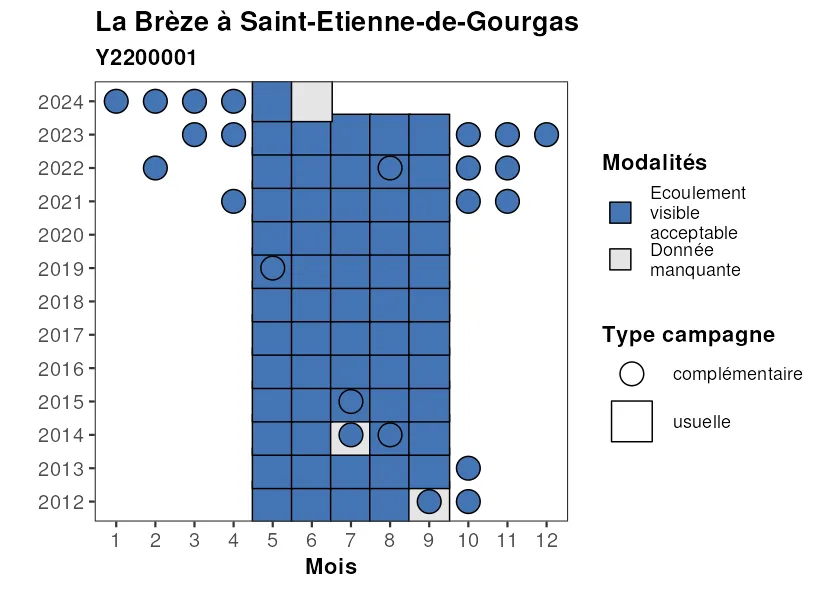 La Brèze à Saint-Etienne-de-Gourgas
Y2200001
2024
2023
2022
2021
2020
2019
2018
2017
2016
2015
2014
2013
2012
1 2 3 4 5 6 7 8 9 10 11 12
Mois
Modalités
Ecoulement
visible
acceptable
Donnée
manquante
Type campagne
complémentaire
usuelle